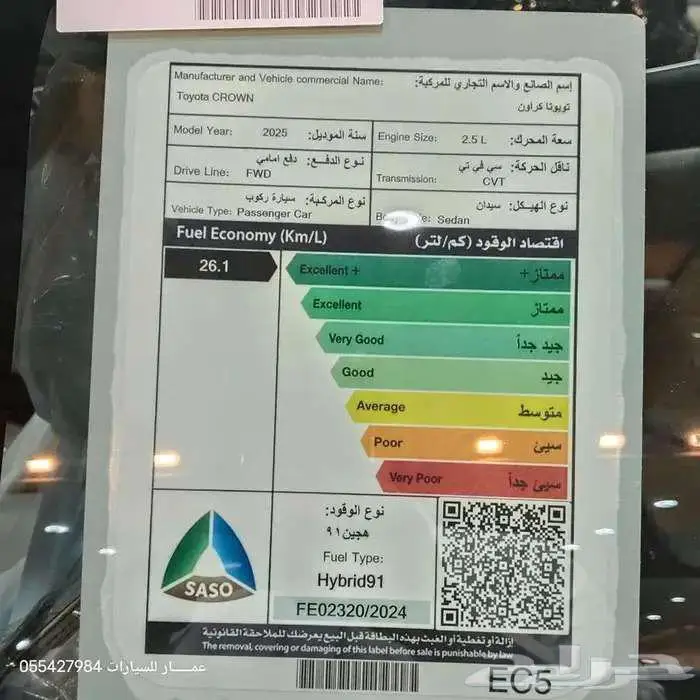 Manufacturer and Vehicle commercial Name: إسم الصانع والاسم التجاري للمركبة:
Toyota CROWN تويوتا كراون
Model Year: 2025 سنة الموديل:
Engine Size: 2.5 L سعة المحرك:
نوع الدفع: دفع امامي
Drive Line: FWD
ناقل الحركة: سي في تي
Transmission: CVT
نوع المركبة: سيارة ركوب
Vehicle Type: Passenger Car
نوع الهيكل: سيدان
Sedan
Fuel Economy (Km/L) اقتصاد الوقود (كم/لتر)
26.1
Excellent + ممتاز+
Excellent ممتاز
Very Good جيد جداً
Good جيد
Average متوسط
Poor سيئ
Very Poor سيئ جداً
نوع الوقود:
هجين ٩١
Fuel Type:
Hybrid91
FE02320/2024
SASO
إزالة أو تغطية أو العبث بهذه البطاقة قبل البيع يعرضك للملاحقة القانونية
The removal, covering or damaging of this label before sale is punishable by law
EC5
عمــار للسيارات 055427984
حراج